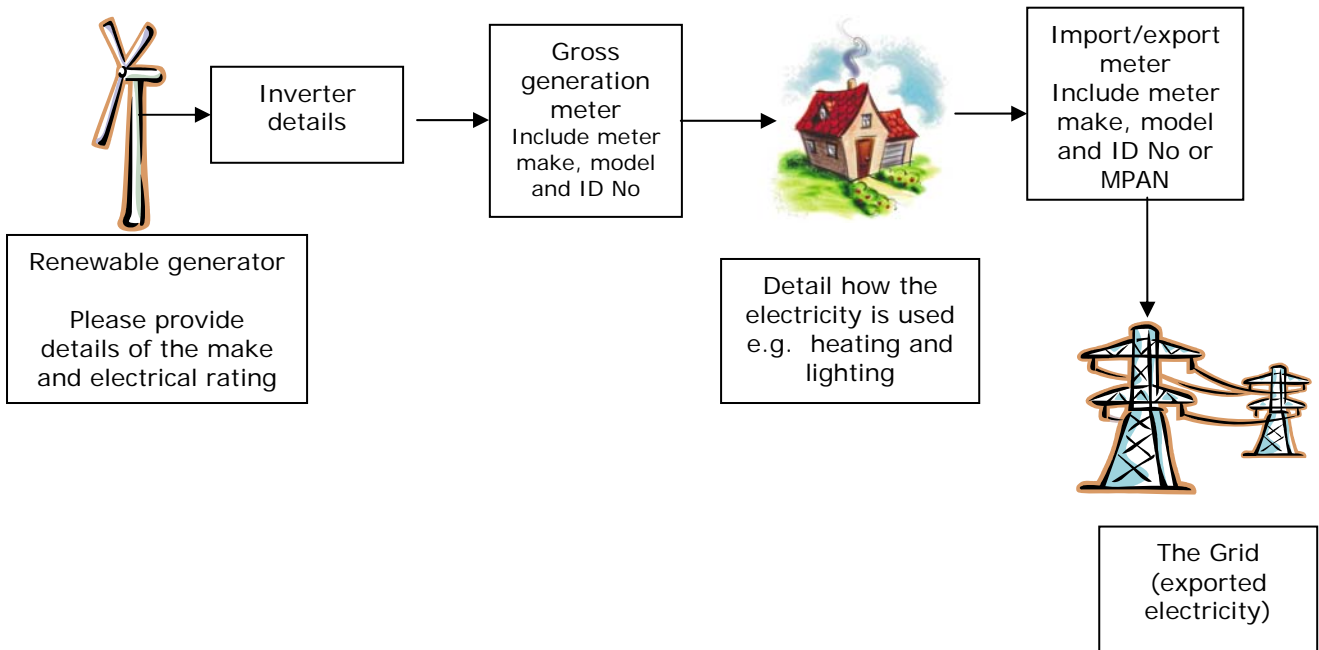 Inverter
details
Gross
generation
meter
Include meter
make, model
and ID No
Import/export
meter
Include meter
make, model
and ID No or
MPAN
Renewable generator
Please provide
details of the make
and electrical rating
Detail how the
electricity is used
e.g. heating and
lighting
The Grid
(exported
electricity)